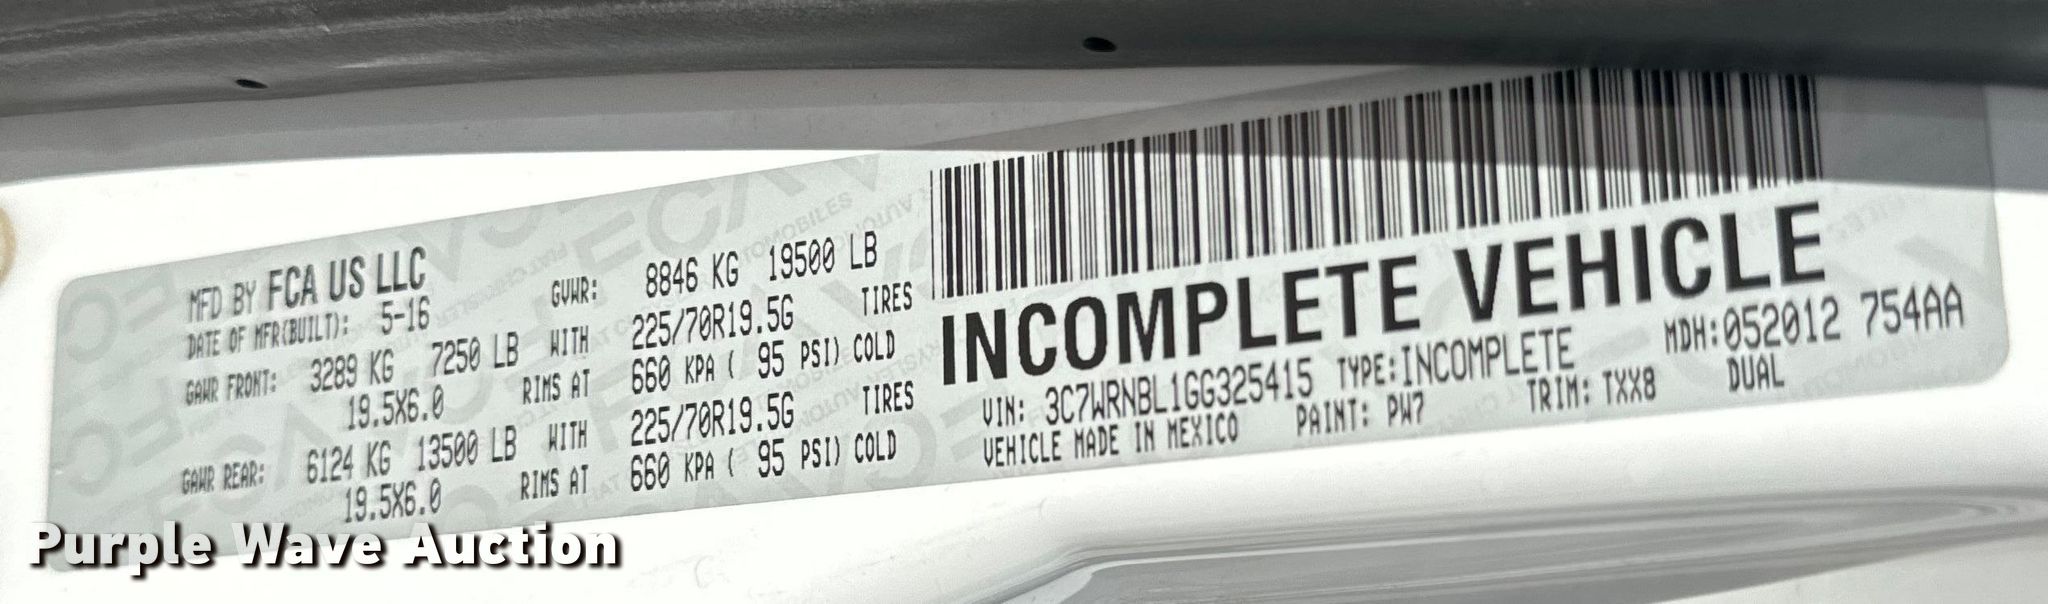 MFD BY FCA US LLC
DATE OF MFR(BUILT): 5-16
GVWR: 8846 KG 19500 LB
GAWR FRONT: 3289 KG 7250 LB WITH 225/70R19.5G TIRES
19.5X6.0 RIMS AT 660 KPA ( 95 PSI) COLD
GAWR REAR: 6124 KG 13500 LB WITH 225/70R19.5G TIRES
19.5X6.0 RIMS AT 660 KPA ( 95 PSI) COLD
INCOMPLETE VEHICLE
VIN: 3C7WRNBL1GG325415 TYPE:INCOMPLETE MDH:052012 754AA
VEHICLE MADE IN MEXICO PAINT: PW7 TRIM: TXX8 DUAL
Purple Wave Auction